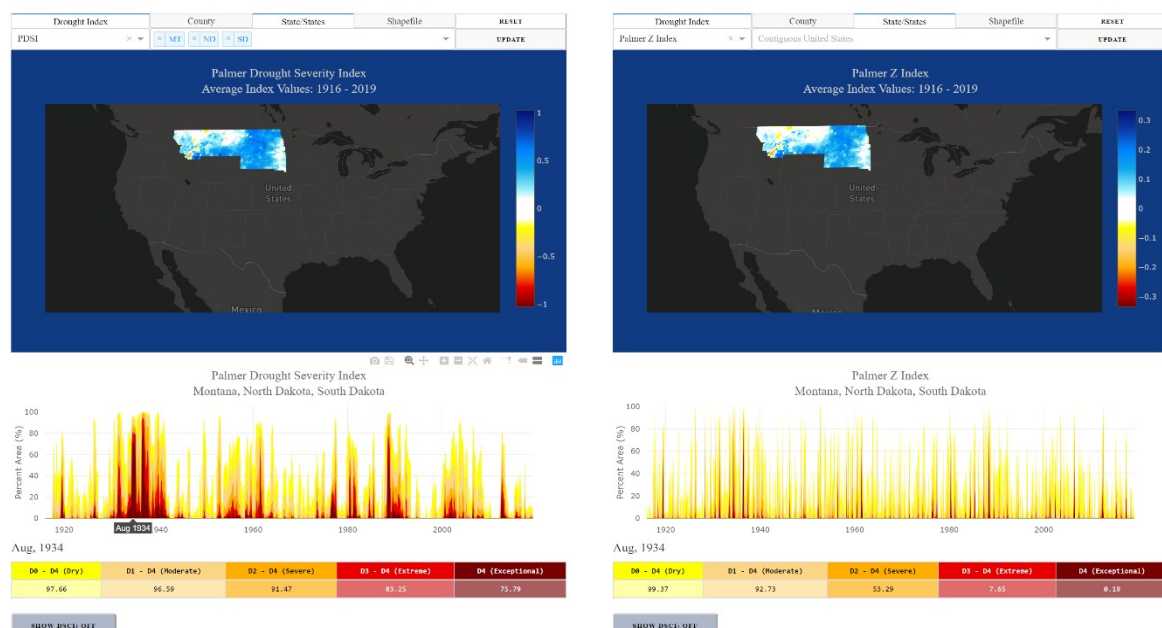 Drought Index County State/States Shapefile RESET
PDSI × MT × ND × SD UPDATE
Palmer Drought Severity Index
Average Index Values: 1916 - 2019
1
0.5
0
−0.5
−1
United
States
Mexico
Palmer Drought Severity Index
Montana, North Dakota, South Dakota
Percent Area (%)
100
80
60
40
20
0
1920 Aug 1934 940 1960 1980 2000
Aug, 1934
D0 - D4 (Dry) D1 - D4 (Moderate) D2 - D4 (Severe) D3 - D4 (Extreme) D4 (Exceptional)
97.66 96.59 91.47 83.25 75.79
SHOW DSCI: OFF
Drought Index County State/States Shapefile RESET
Palmer Z Index × Contiguous United States UPDATE
Palmer Z Index
Average Index Values: 1916 - 2019
0.3
0.2
0.1
0
−0.1
−0.2
−0.3
United
States
Mexico
Palmer Z Index
Montana, North Dakota, South Dakota
Percent Area (%)
100
80
60
40
20
0
1920 1940 1960 1980 2000
Aug, 1934
D0 - D4 (Dry) D1 - D4 (Moderate) D2 - D4 (Severe) D3 - D4 (Extreme) D4 (Exceptional)
99.37 92.73 53.29 7.65 0.19
SHOW DSCI: OFF